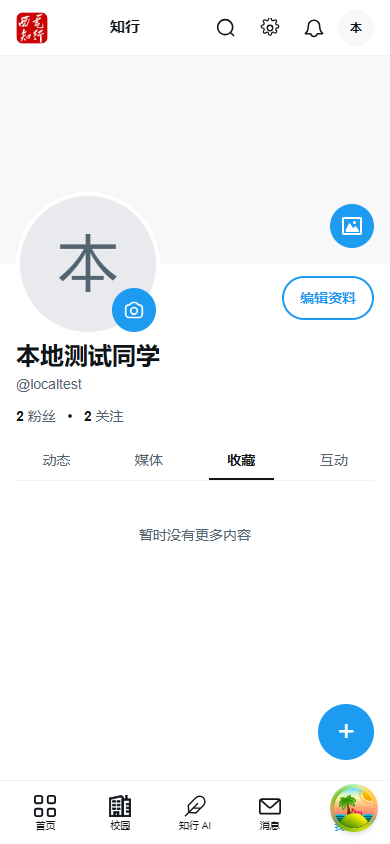 知行
本
本
编辑资料
本地测试同学
@localtest
2 粉丝 • 2 关注
动态 媒体 收藏 互动
暂时没有更多内容
首页 校园 知行 AI 消息